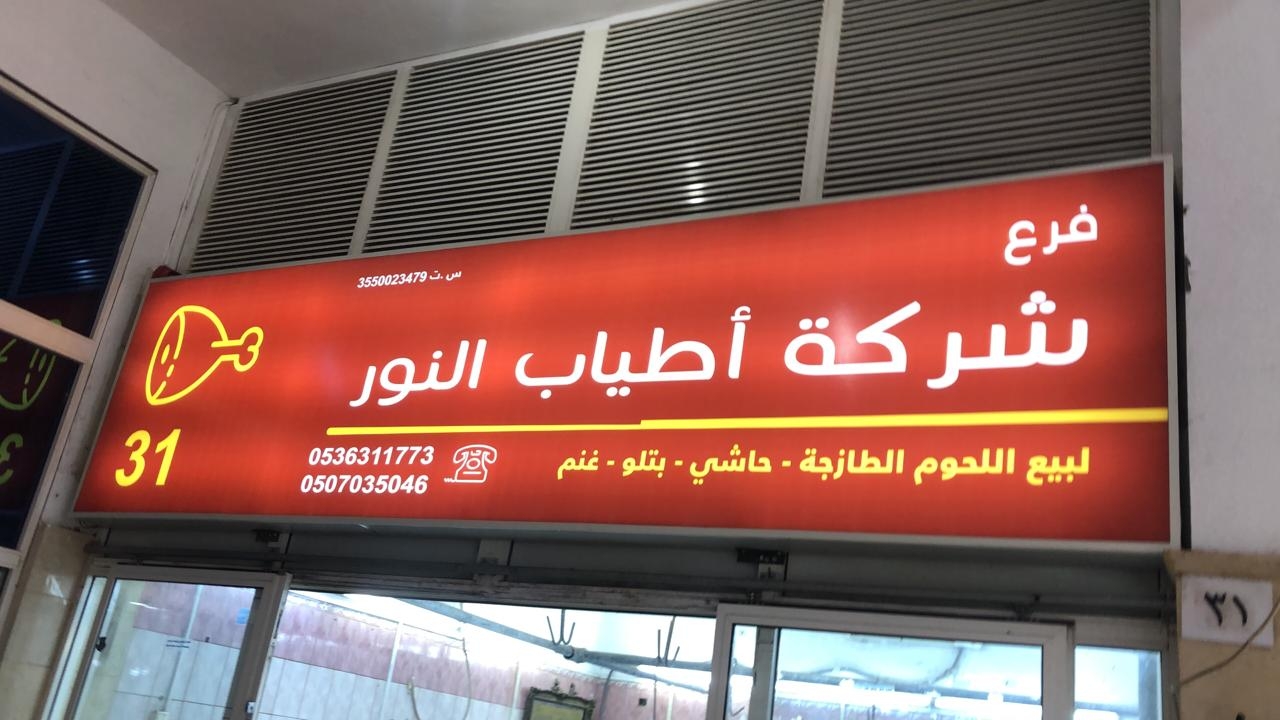 فرع
س.ت 3550023479
شركة أطياب النور
لبيع اللحوم الطازجة - حاشي - بتلو - غنم
0536311773
0507035046
31
٣١